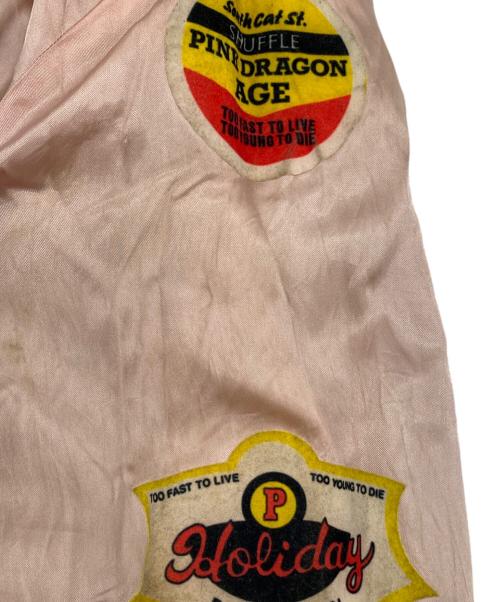 South Cat St.
SHUFFLE
PINK DRAGON
AGE
TOO FAST TO LIVE
TOO YOUNG TO DIE
TOO FAST TO LIVE
TOO YOUNG TO DIE
P
Holiday